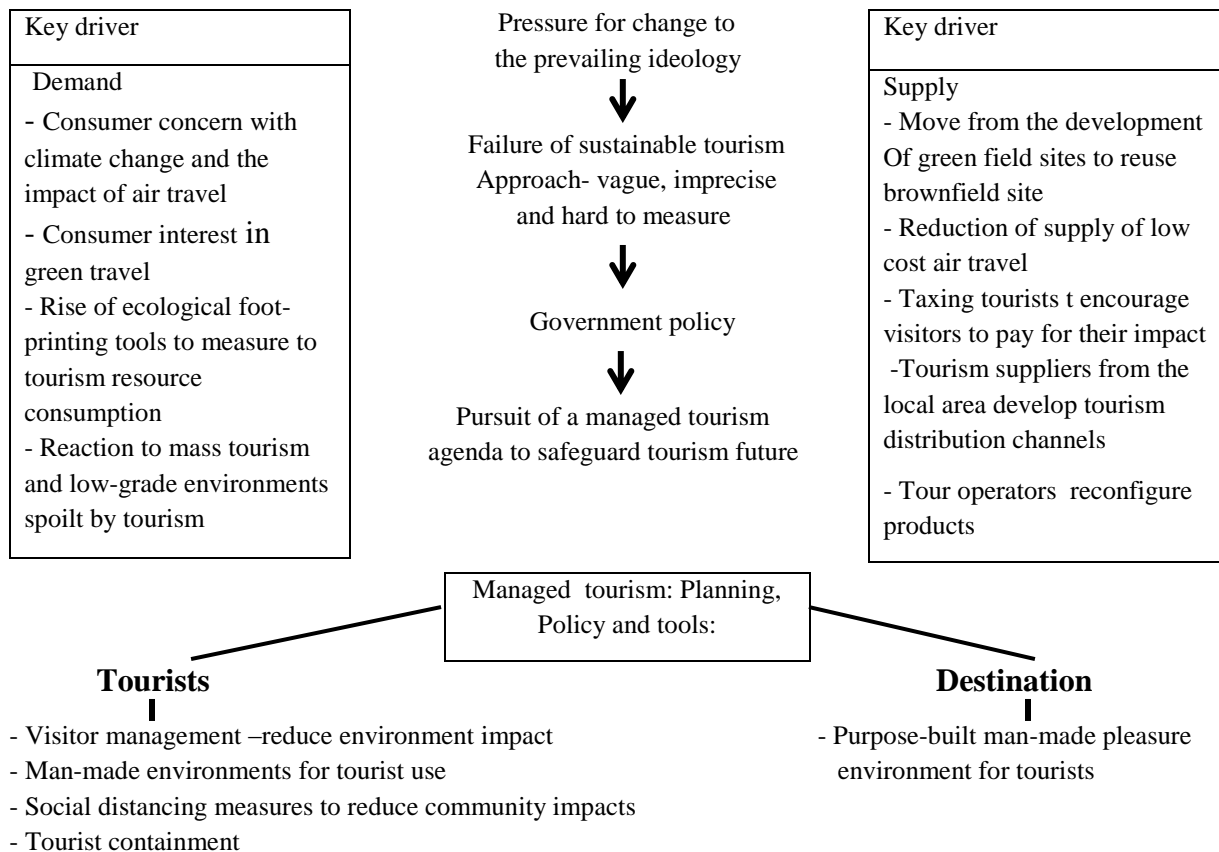 Key driver
Demand
- Consumer concern with
climate change and the
impact of air travel
- Consumer interest in
green travel
- Rise of ecological foot-
printing tools to measure to
tourism resource
consumption
- Reaction to mass tourism
and low-grade environments
spoilt by tourism
Pressure for change to
the prevailing ideology
Failure of sustainable tourism
Approach- vague, imprecise
and hard to measure
Government policy
Pursuit of a managed tourism
agenda to safeguard tourism future
Key driver
Supply
- Move from the development
Of green field sites to reuse
brownfield site
- Reduction of supply of low
cost air travel
- Taxing tourists t encourage
visitors to pay for their impact
-Tourism suppliers from the
local area develop tourism
distribution channels
- Tour operators reconfigure
products
Managed tourism: Planning,
Policy and tools:
Tourists
- Visitor management –reduce environment impact
- Man-made environments for tourist use
- Social distancing measures to reduce community impacts
- Tourist containment
Destination
- Purpose-built man-made pleasure
environment for tourists